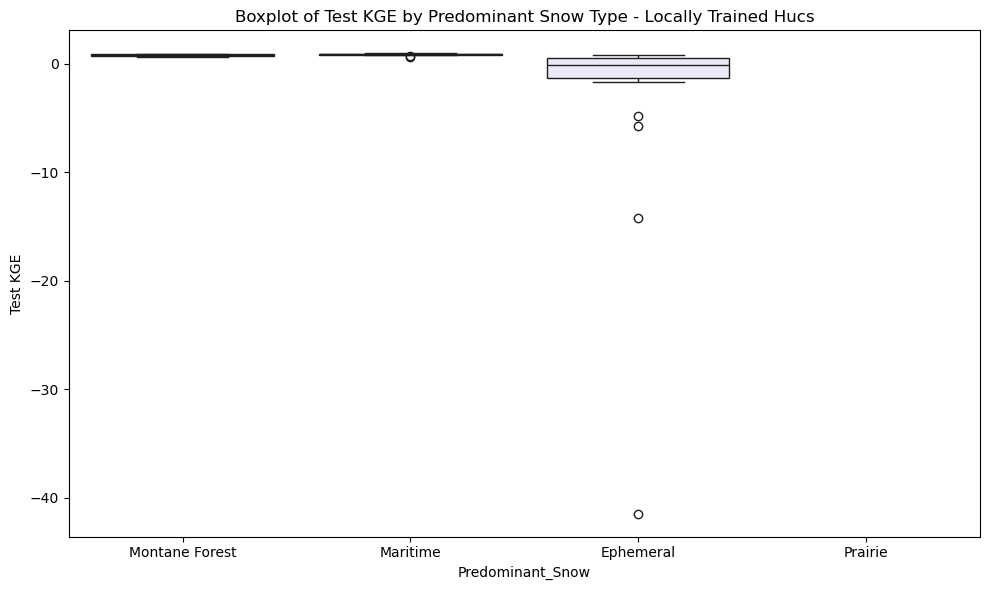 Boxplot of Test KGE by Predominant Snow Type - Locally Trained Hucs
Test KGE
0
−10
−20
−30
−40
Montane Forest
Maritime
Ephemeral
Prairie
Predominant_Snow